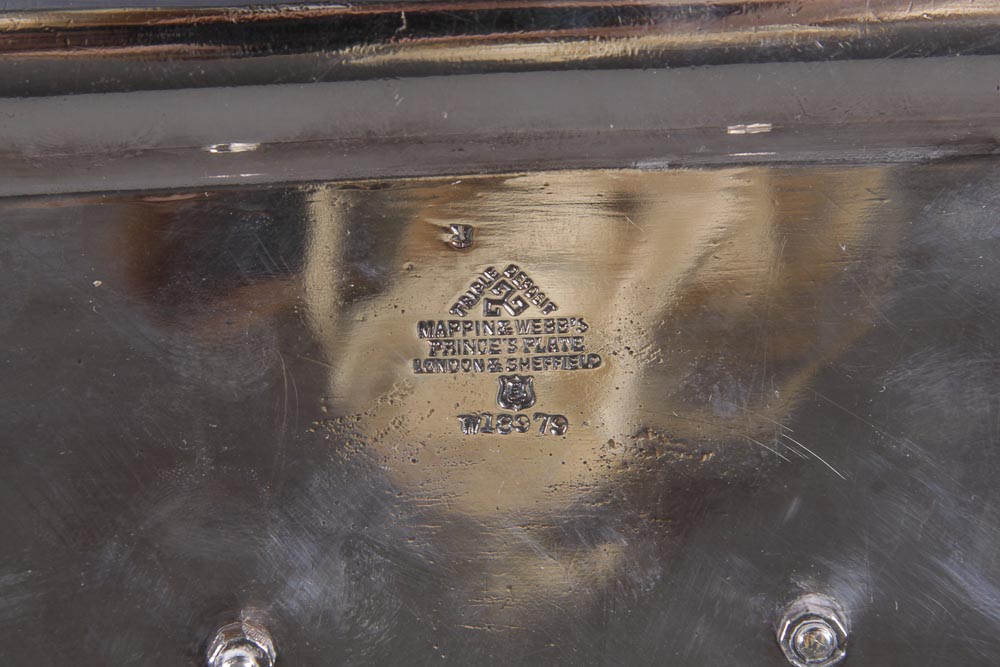 TRIPLE DEPOSIT
MAPPIN & WEBB'S
PRINCE'S PLATE
LONDON & SHEFFIELD
W18979